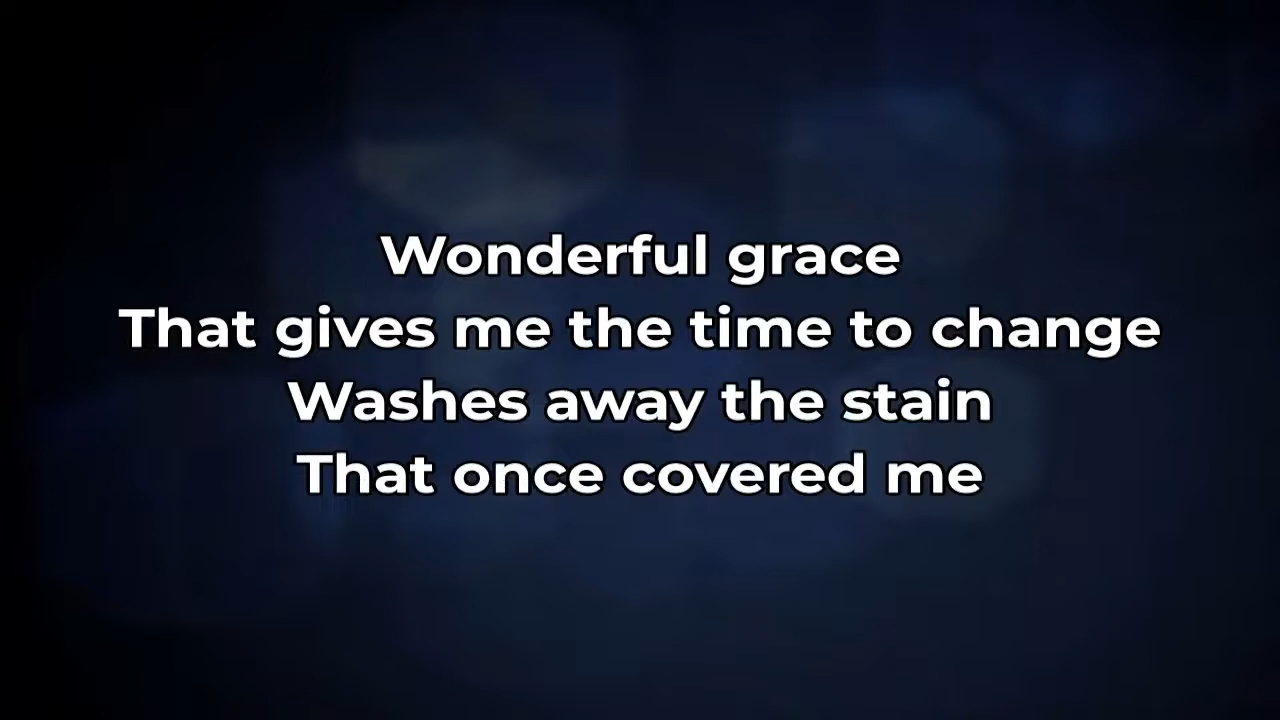 Wonderful grace
That gives me the time to change
Washes away the stain
That once covered me